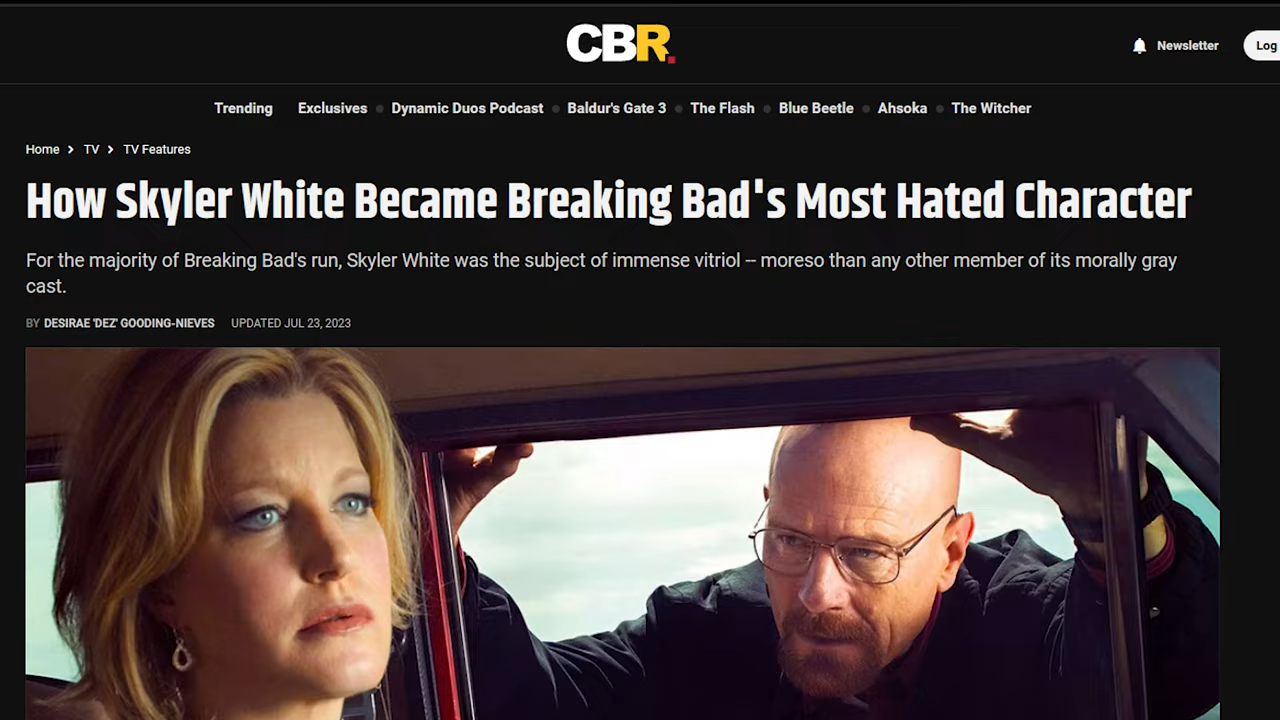 CBR.
Newsletter
Log
Trending Exclusives Dynamic Duos Podcast Baldur's Gate 3 The Flash Blue Beetle Ahsoka The Witcher
Home > TV > TV Features
How Skyler White Became Breaking Bad's Most Hated Character
For the majority of Breaking Bad's run, Skyler White was the subject of immense vitriol -- moreso than any other member of its morally gray
cast.
BY DESIRAE 'DEZ' GOODING-NIEVES UPDATED JUL 23, 2023